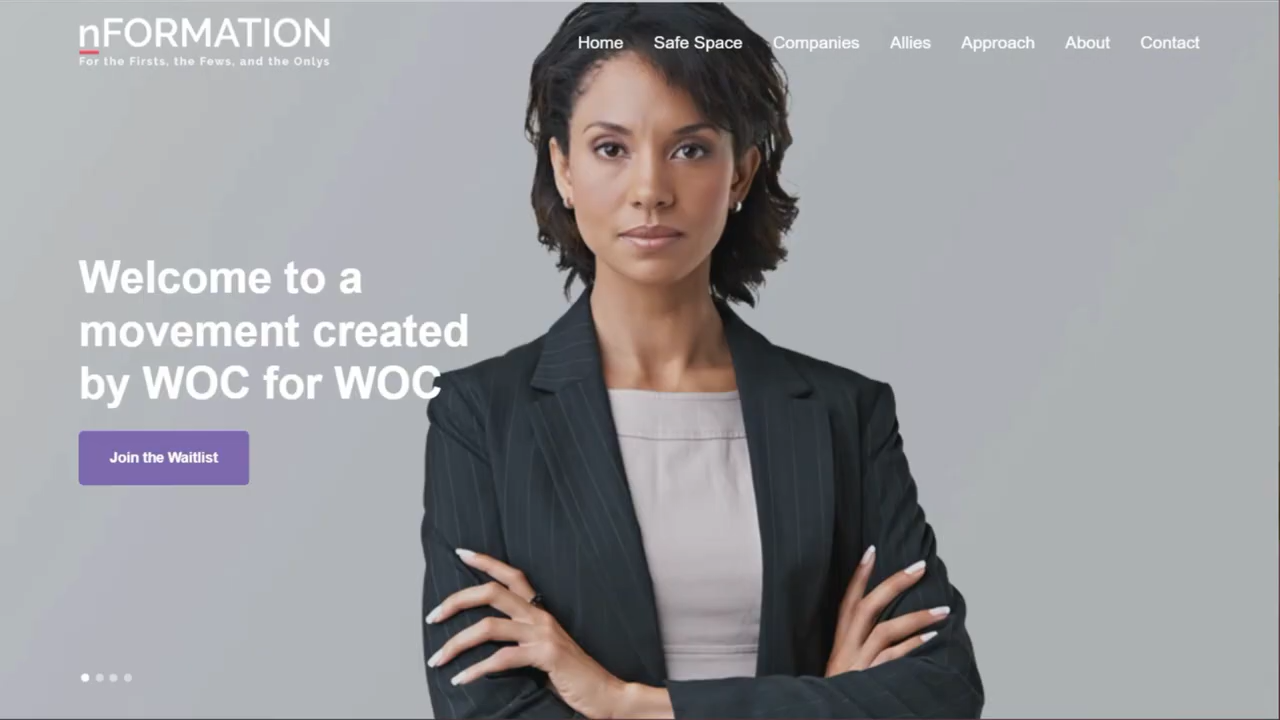 nFORMATION
For the Firsts, the Fews, and the Onlys
Home Safe Space Companies Allies Approach About Contact
Welcome to a
movement created
by WOC for WOC
Join the Waitlist